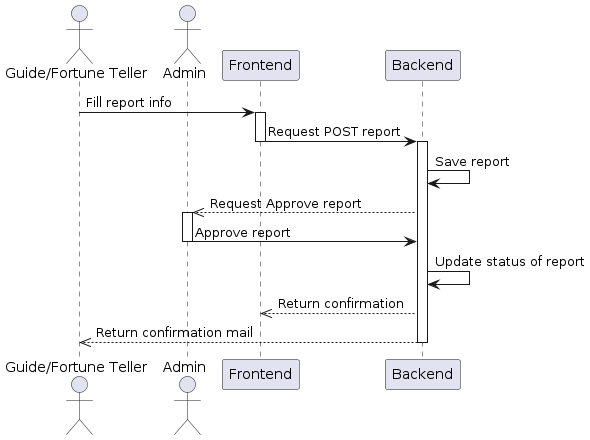 Guide/Fortune Teller
Admin
Frontend
Backend
Fill report info
Request POST report
Save report
Request Approve report
Approve report
Update status of report
Return confirmation
Return confirmation mail
Guide/Fortune Teller
Admin
Frontend
Backend